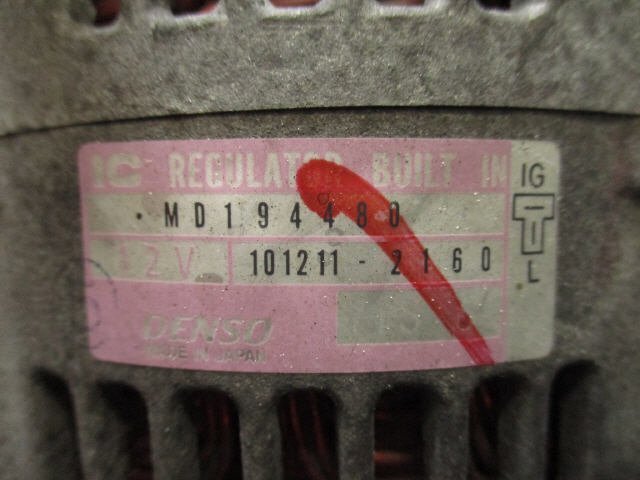 IC REGULATOR BUILT IN
IG
• MD194480
12V 101211-2160
L
DENSO
MADE IN JAPAN